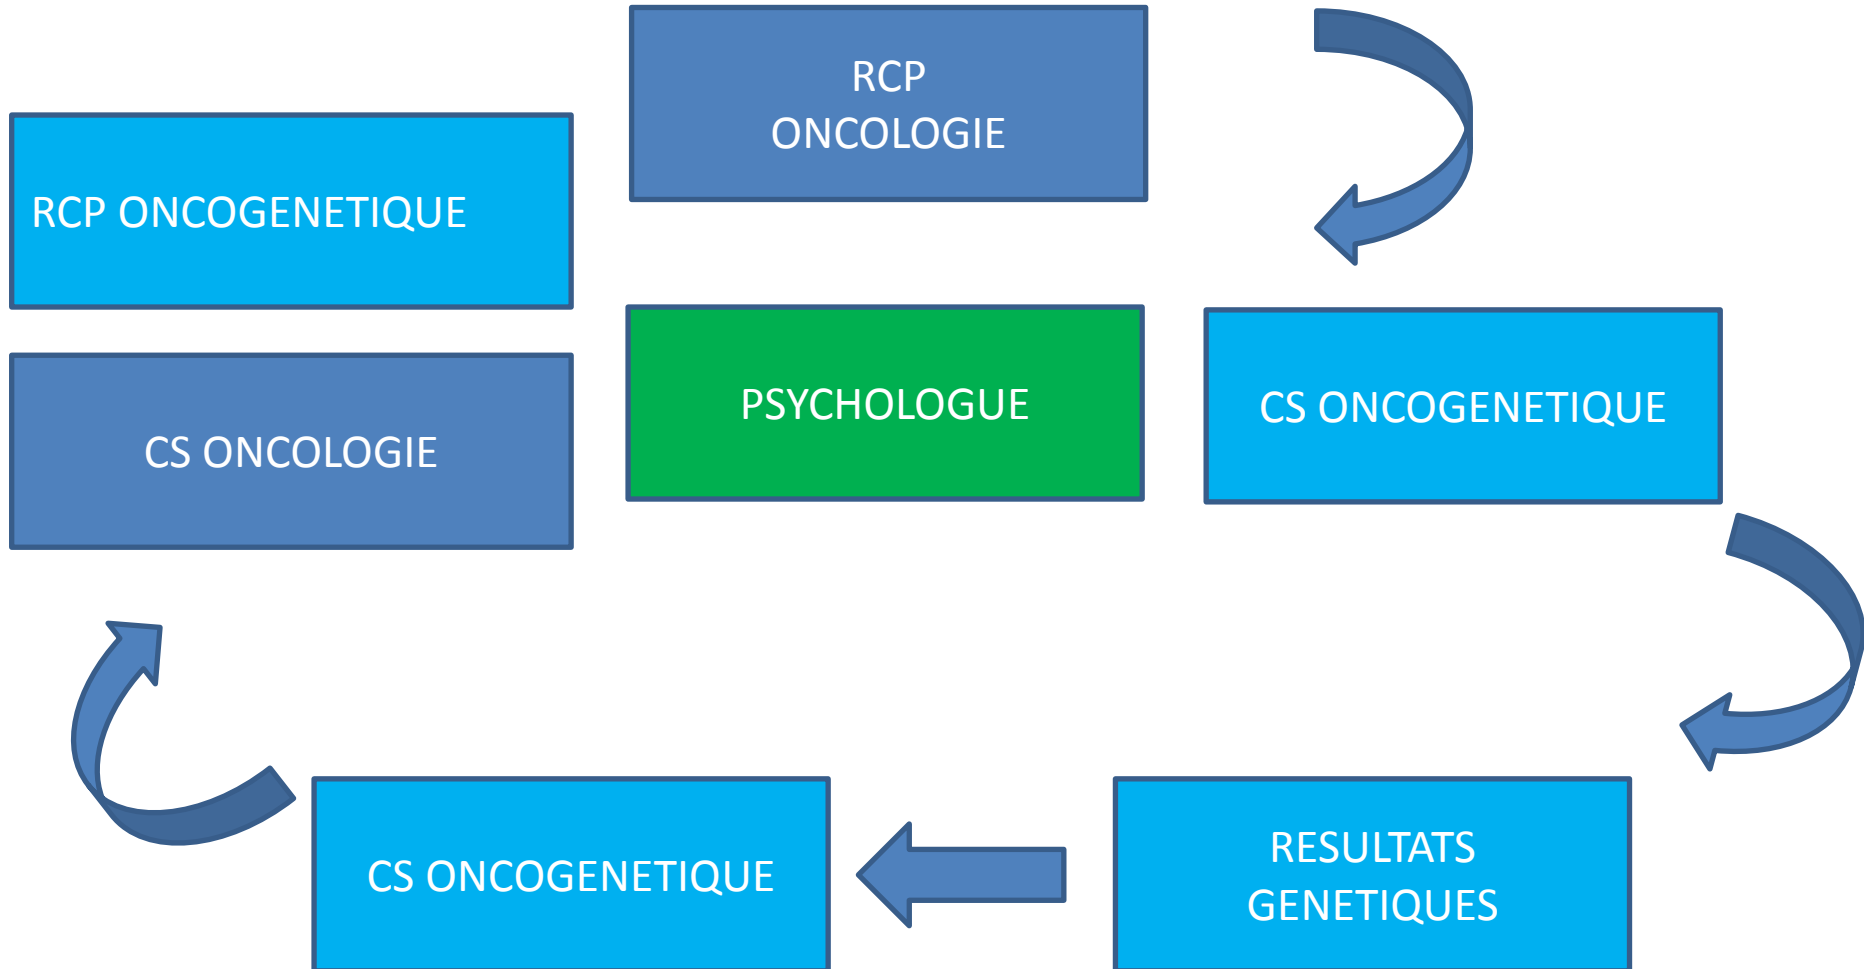 RCP
ONCOLOGIE
RCP ONCOGENETIQUE
PSYCHOLOGUE
CS ONCOGENETIQUE
CS ONCOLOGIE
RESULTATS
GENETIQUES
CS ONCOGENETIQUE